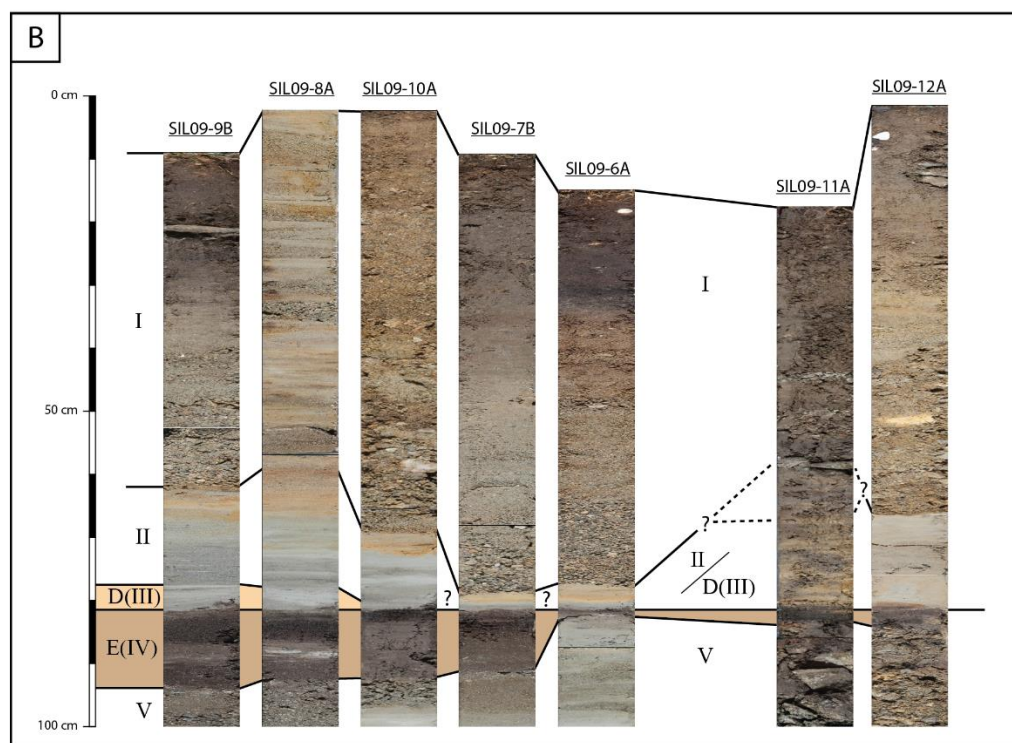 B
SIL09-9B
SIL09-8A
SIL09-10A
SIL09-7B
SIL09-6A
SIL09-11A
SIL09-12A
0 cm
50 cm
100 cm
I
I
II
?
?
?
?
II
D(III)
D(III)
E(IV)
V
V